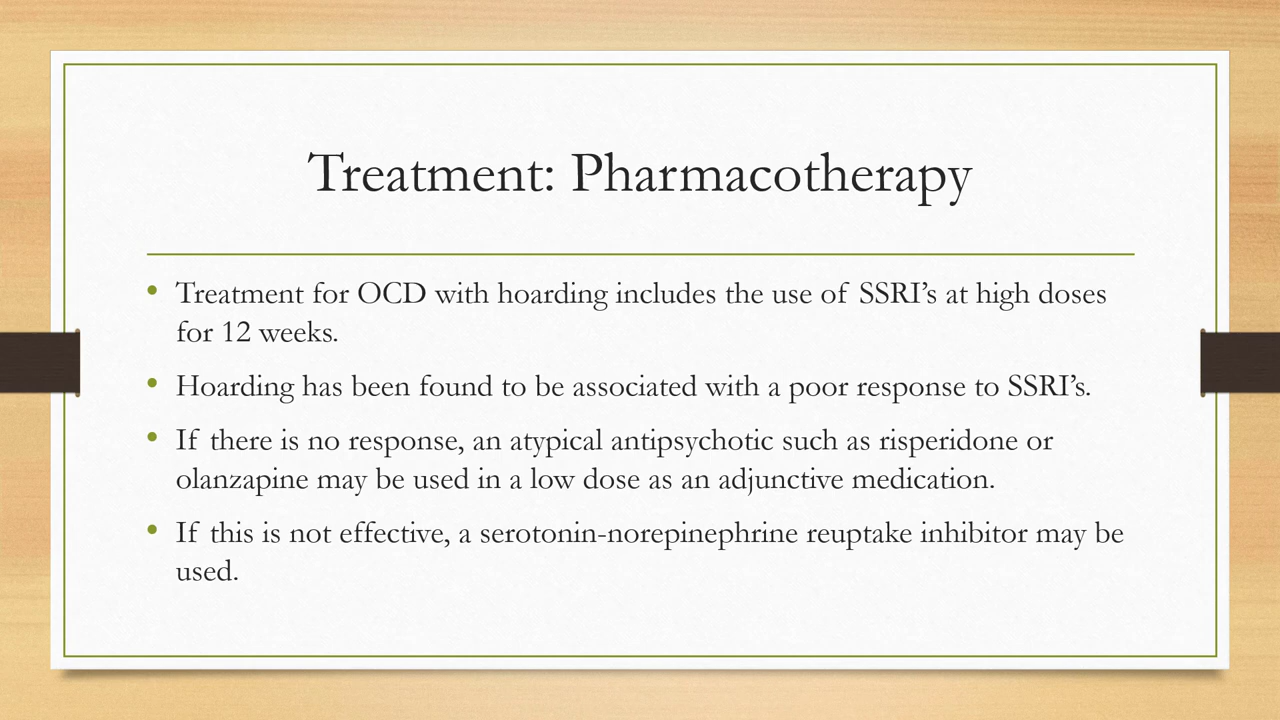 Treatment: Pharmacotherapy
• Treatment for OCD with hoarding includes the use of SSRI’s at high doses
for 12 weeks.
• Hoarding has been found to be associated with a poor response to SSRI’s.
• If there is no response, an atypical antipsychotic such as risperidone or
olanzapine may be used in a low dose as an adjunctive medication.
• If this is not effective, a serotonin-norepinephrine reuptake inhibitor may be
used.